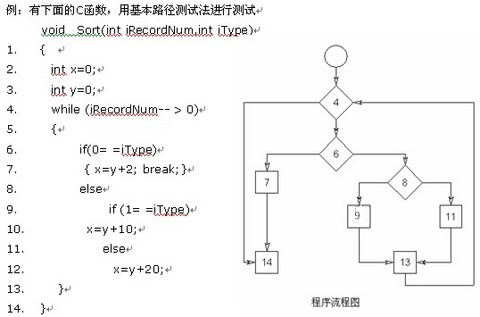 例：有下面的C函数，用基本路径测试法进行测试
void Sort(int iRecordNum,int iType)
1. {
2. int x=0;
3. int y=0;
4. while (iRecordNum-- > 0)
5. {
6. if(0= =iType)
7. { x=y+2; break;}
8. else
9. if (1= =iType)
10. x=y+10;
11. else
12. x=y+20;
13. }
14. }
4
6
7
8
9
11
14
13
程序流程图